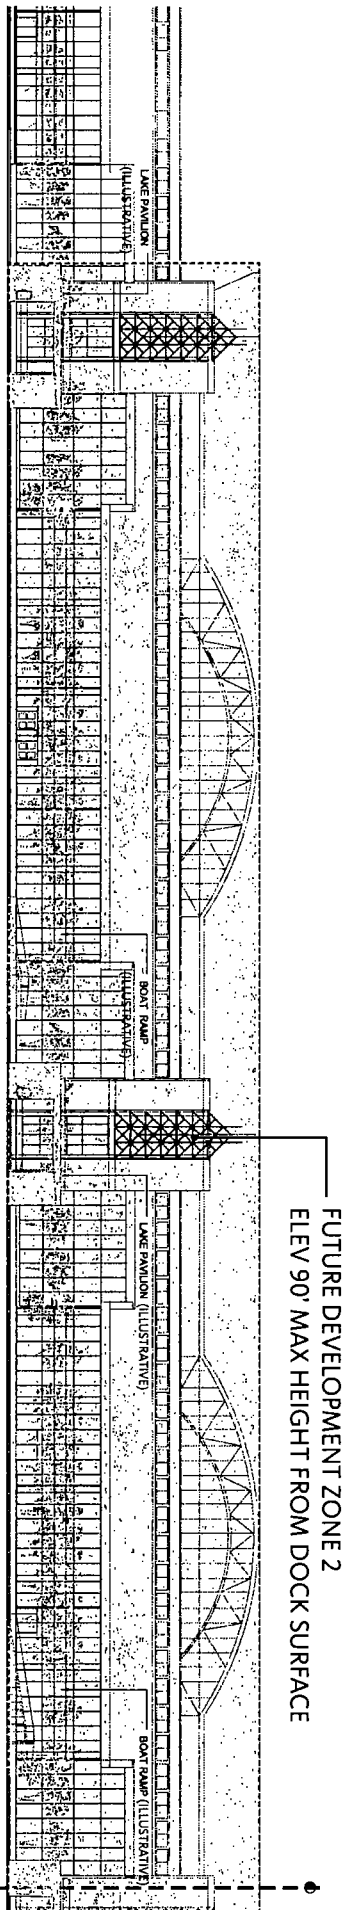 LAKE PAVILION
(ILLUSTRATIVE)
BOAT RAMP
(ILLUSTRATIVE)
FUTURE DEVELOPMENT ZONE 2
ELEV 90' MAX HEIGHT FROM DOCK SURFACE
LAKE PAVILION (ILLUSTRATIVE)
BOAT RAMP (ILLUSTRATIVE)